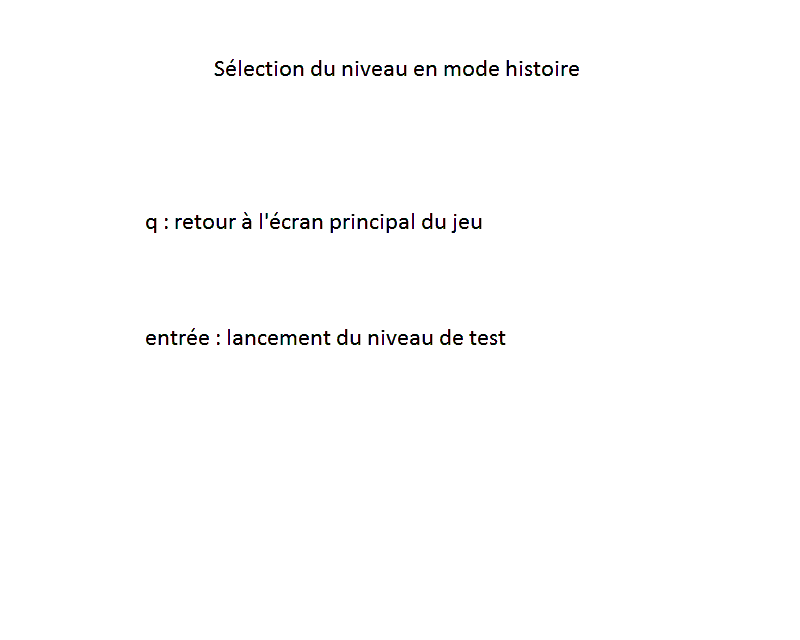 Sélection du niveau en mode histoire
q : retour à l'écran principal du jeu
entrée : lancement du niveau de test